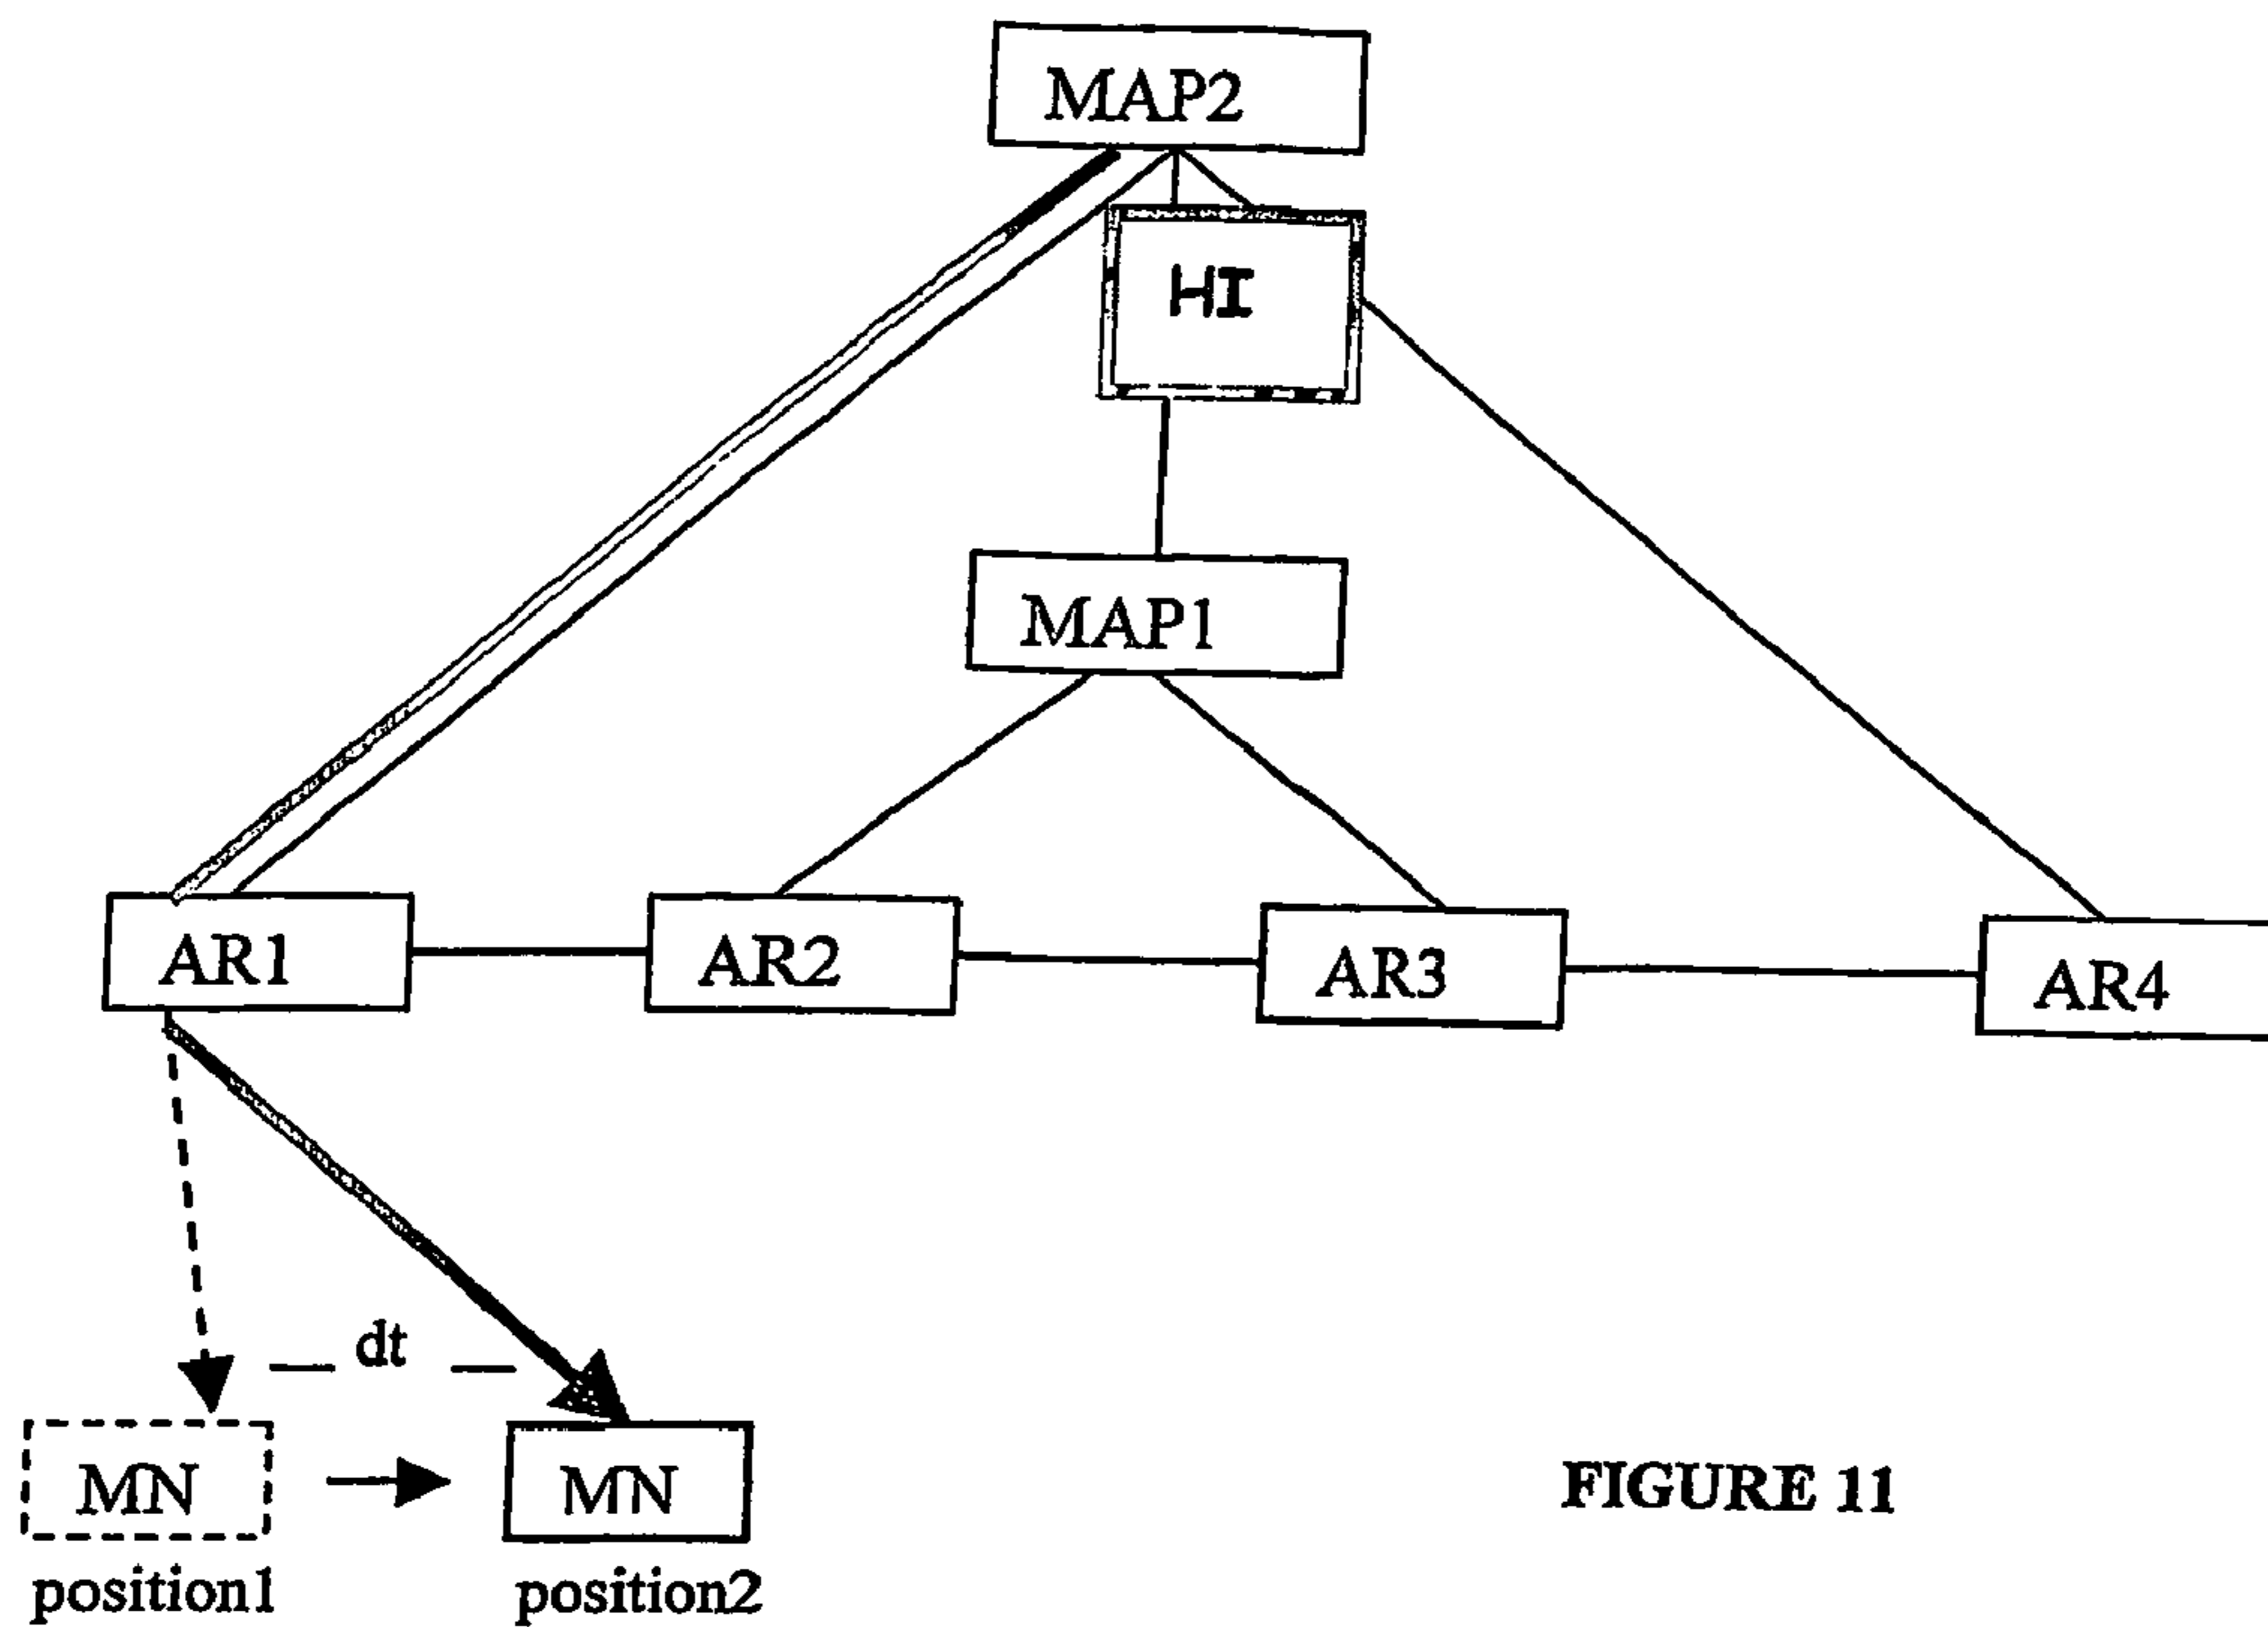 MAP2
HI
MAP1
AR1
AR2
AR3
AR4
dt
MN
MN
position1
position2
FIGURE 11